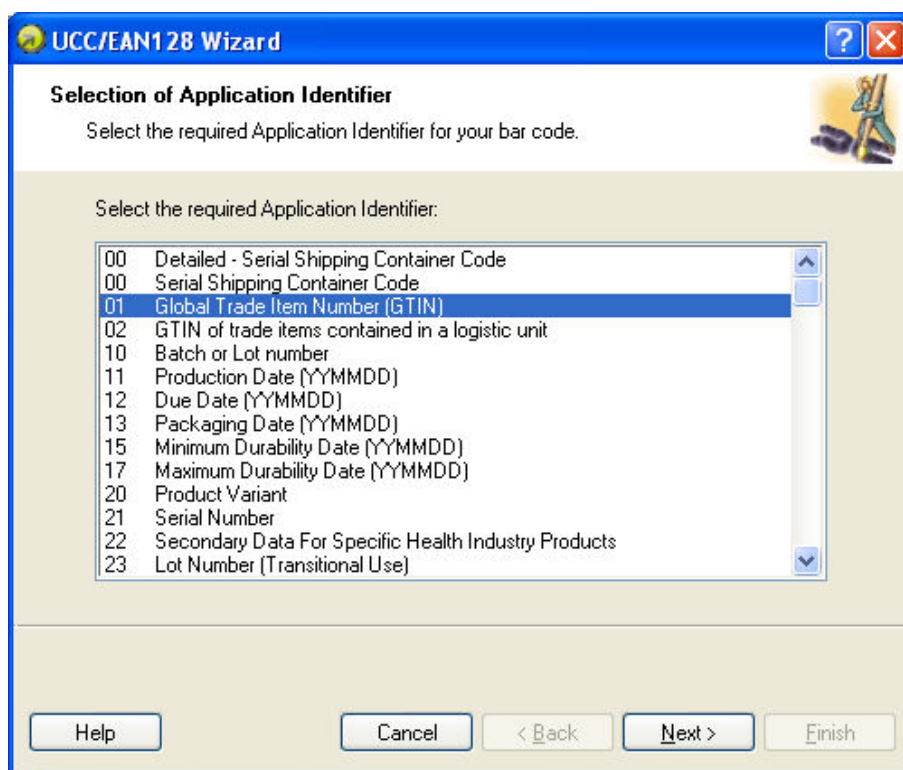 UCC/EAN128 Wizard
Selection of Application Identifier
Select the required Application Identifier for your bar code.
Select the required Application Identifier:
00 Detailed - Serial Shipping Container Code
00 Serial Shipping Container Code
01 Global Trade Item Number (GTIN)
02 GTIN of trade items contained in a logistic unit
10 Batch or Lot number
11 Production Date (YYMMDD)
12 Due Date (YYMMDD)
13 Packaging Date (YYMMDD)
15 Minimum Durability Date (YYMMDD)
17 Maximum Durability Date (YYMMDD)
20 Product Variant
21 Serial Number
22 Secondary Data For Specific Health Industry Products
23 Lot Number (Transitional Use)
Help Cancel < Back Next > Finish